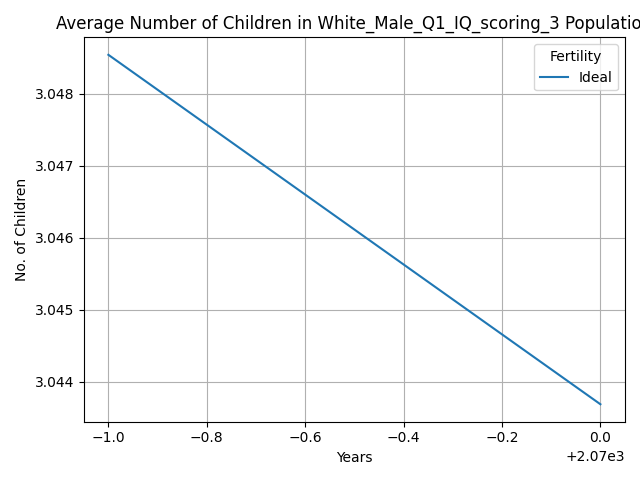 Average Number of Children in White_Male_Q1_IQ_scoring_3 Populatio
Fertility
Ideal
3.048
3.047
3.046
3.045
3.044
No. of Children
−1.0
−0.8
−0.6
−0.4
−0.2
0.0
+2.07e3
Years